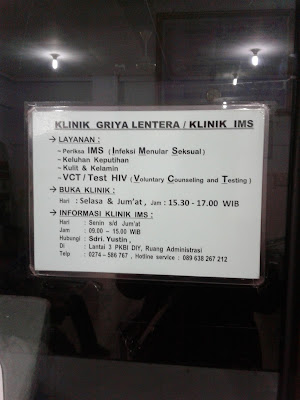 KLINIK GRIYA LENTERA / KLINIK IMS
→ LAYANAN :
– Periksa IMS ( Infeksi Menular Seksual )
– Keluhan Keputihan
– Kulit & Kelamin
– VCT / Test HIV ( Voluntary Counseling and Testing )
→ BUKA KLINIK :
Hari : Selasa & Jum'at , Jam : 15.30 - 17.00 WIB
→ INFORMASI KLINIK IMS :
Hari : Senin s/d Jum'at
Jam : 09.00 – 15.00 WIB
Hubungi : Sdri. Yustin ,
Di : Lantai 3 PKBI DIY, Ruang Administrasi
Telp : 0274 – 586 767 , Hotline service : 089 638 267 212